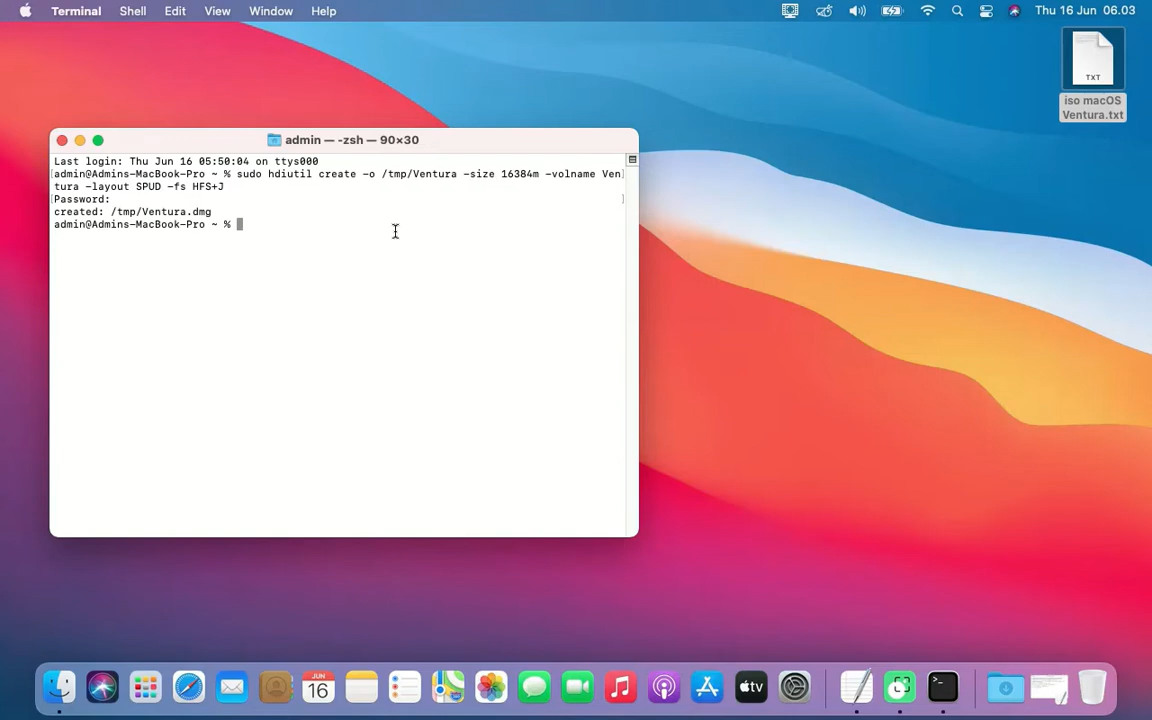 Terminal Shell Edit View Window Help Thu 16 Jun 06.03
TXT
iso macOS
Ventura.txt
admin — -zsh — 90×30
Last login: Thu Jun 16 05:50:04 on ttys000
[admin@Admins-MacBook-Pro ~ % sudo hdiutil create -o /tmp/Ventura -size 16384m -volname Ven]
tura -layout SPUD -fs HFS+J
[Password: ]
created: /tmp/Ventura.dmg
admin@Admins-MacBook-Pro ~ %
JUN
16
tv
>_